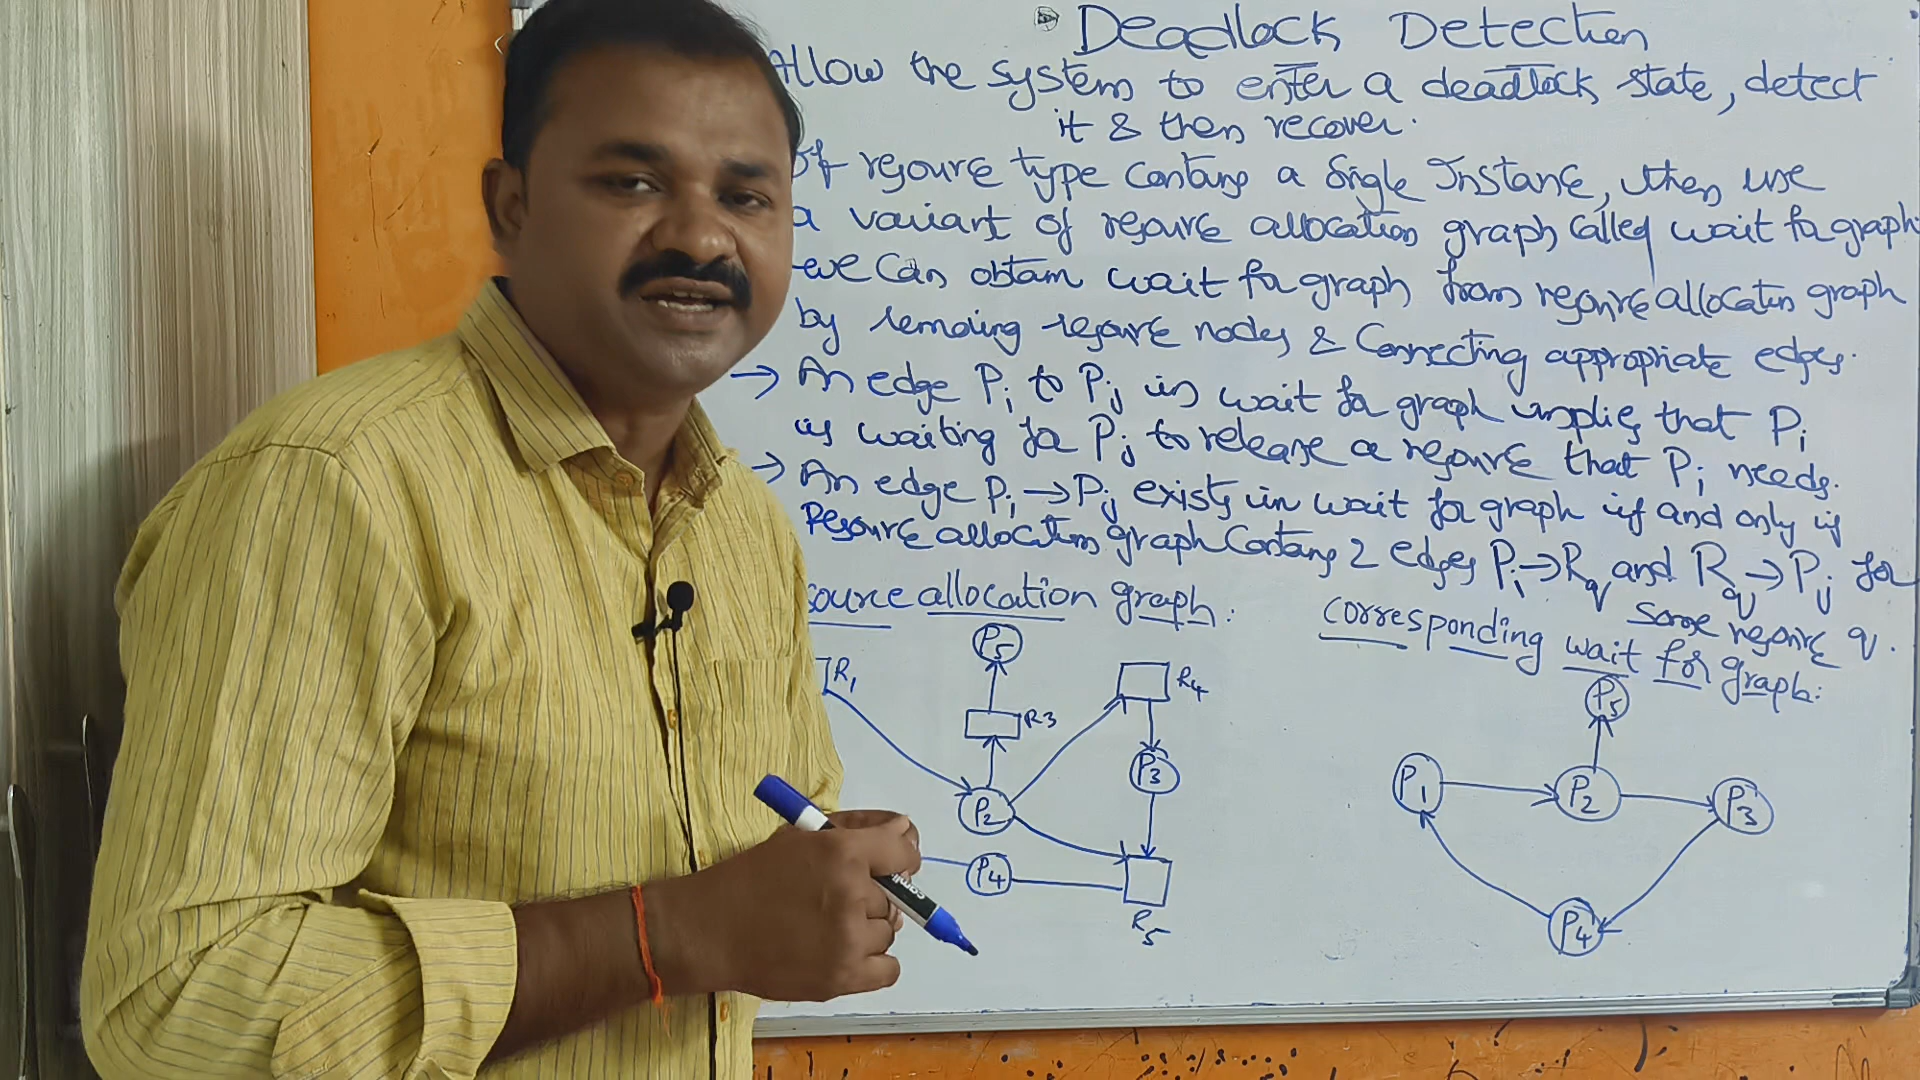 Deadlock Detection
Allow the system to enter a deadlock state, detect
it & then recover.
If resource type contains a single Instance, then use
a variant of resource allocation graph called wait for graph
we can obtain wait for graph from resource allocation graph
by removing resource nodes & connecting appropriate edges.
→ An edge Pi to Pj in wait for graph implies that Pi
is waiting for Pj to release a resource that Pi needs.
→ An edge Pi → Pj exists in wait for graph if and only if
Resource allocation graph contains 2 edges Pi → Rq and Rq → Pj for
some resource q.
source allocation graph:
corresponding wait for graph:
P5
R1
R4
P5
R3
P3
P1
P2
P3
P2
P4
R5
P4
camlin